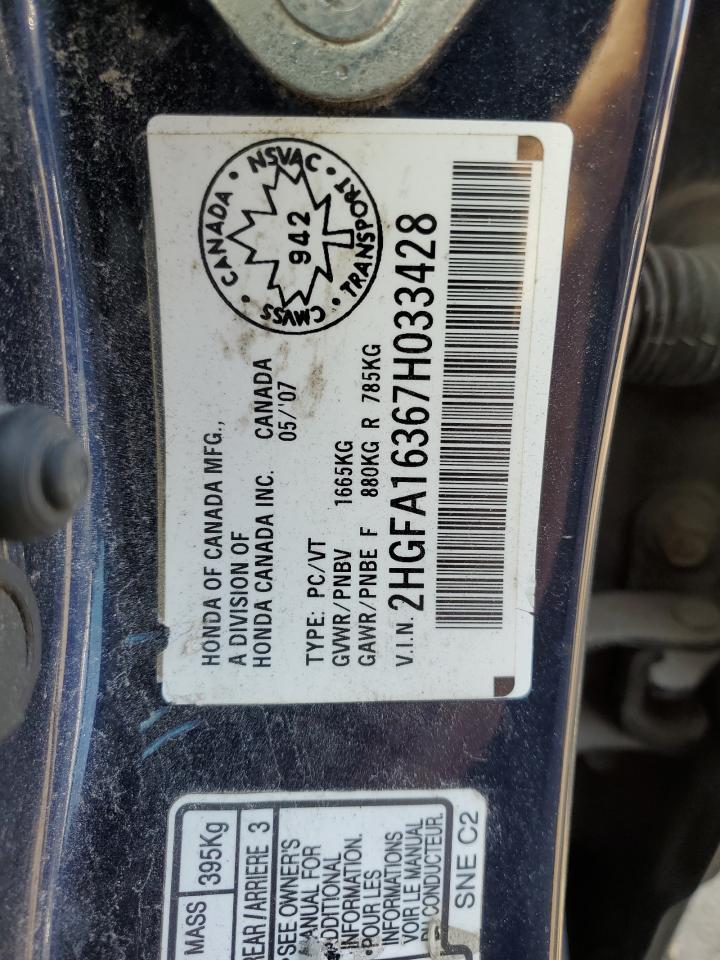 HONDA OF CANADA MFG.,
A DIVISION OF
HONDA CANADA INC. CANADA
05/'07
TYPE: PC/VT
GVWR/PNBV 1665KG
GAWR/PNBE F 880KG R 785KG
V.I.N. 2HGFA16367H033428
CANADA · NSVAC · TRANSPORT · CMVSS ·
942
MASS 395Kg
REAR/ARRIERE 3
SEE OWNER'S
MANUAL FOR
ADDITIONAL
INFORMATION.
•POUR LES
INFORMATIONS
VOIR LE MANUAL
DU CONDUCTEUR.
SNE C2